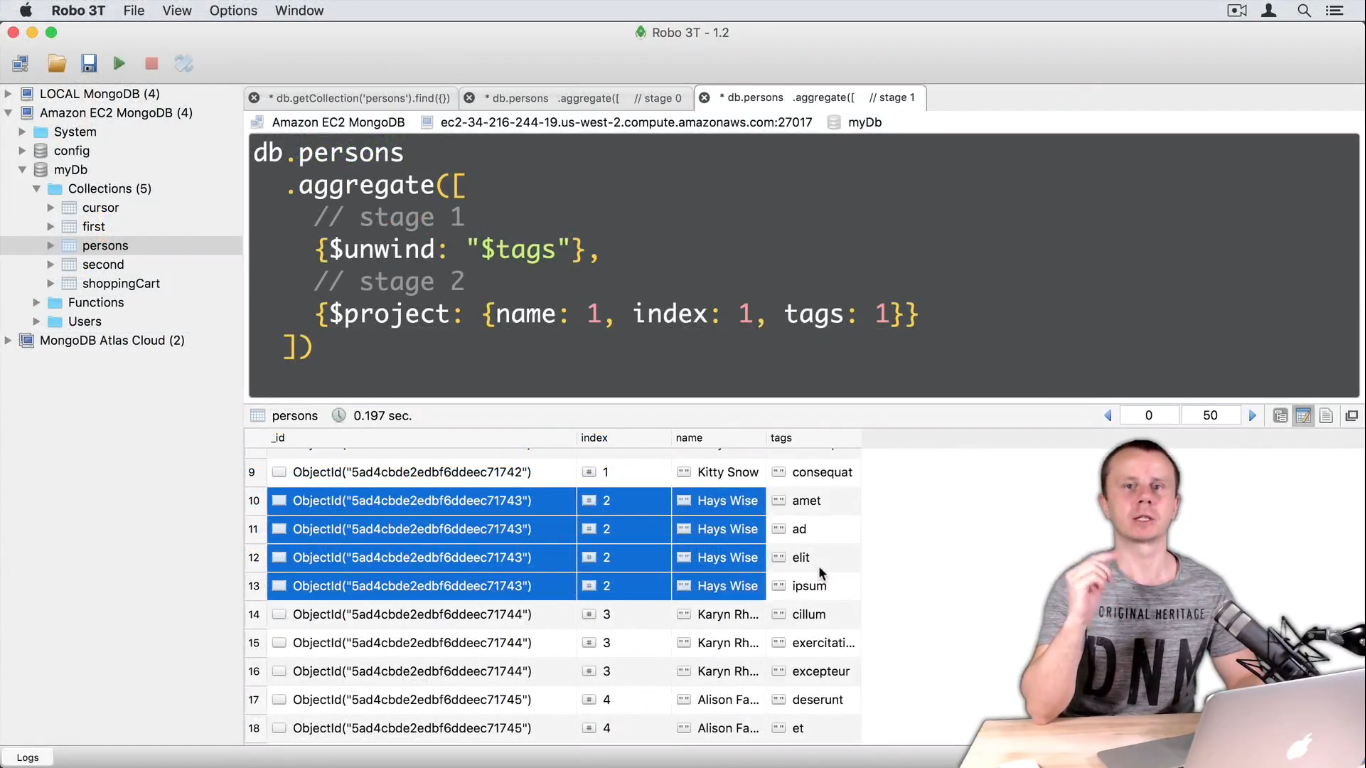 Robo 3T File View Options Window
Robo 3T - 1.2
LOCAL MongoDB (4)
Amazon EC2 MongoDB (4)
System
config
myDb
Collections (5)
cursor
first
persons
second
shoppingCart
Functions
Users
MongoDB Atlas Cloud (2)
* db.getCollection('persons').find({}) * db.persons .aggregate([ // stage 0 * db.persons .aggregate([ // stage 1
Amazon EC2 MongoDB ec2-34-216-244-19.us-west-2.compute.amazonaws.com:27017 myDb
db.persons
.aggregate([
// stage 1
{$unwind: "$tags"},
// stage 2
{$project: {name: 1, index: 1, tags: 1}}
])
persons 0.197 sec. 0 50
_id index name tags
9 ObjectId("5ad4cbde2edbf6ddeec71742") 1 Kitty Snow consequat
10 ObjectId("5ad4cbde2edbf6ddeec71743") 2 Hays Wise amet
11 ObjectId("5ad4cbde2edbf6ddeec71743") 2 Hays Wise ad
12 ObjectId("5ad4cbde2edbf6ddeec71743") 2 Hays Wise elit
13 ObjectId("5ad4cbde2edbf6ddeec71743") 2 Hays Wise ipsum
14 ObjectId("5ad4cbde2edbf6ddeec71744") 3 Karyn Rh... cillum
15 ObjectId("5ad4cbde2edbf6ddeec71744") 3 Karyn Rh... exercitati...
16 ObjectId("5ad4cbde2edbf6ddeec71744") 3 Karyn Rh... excepteur
17 ObjectId("5ad4cbde2edbf6ddeec71745") 4 Alison Fa... deserunt
18 ObjectId("5ad4cbde2edbf6ddeec71745") 4 Alison Fa... et
Logs
ORIGINAL HERITAGE
DNM